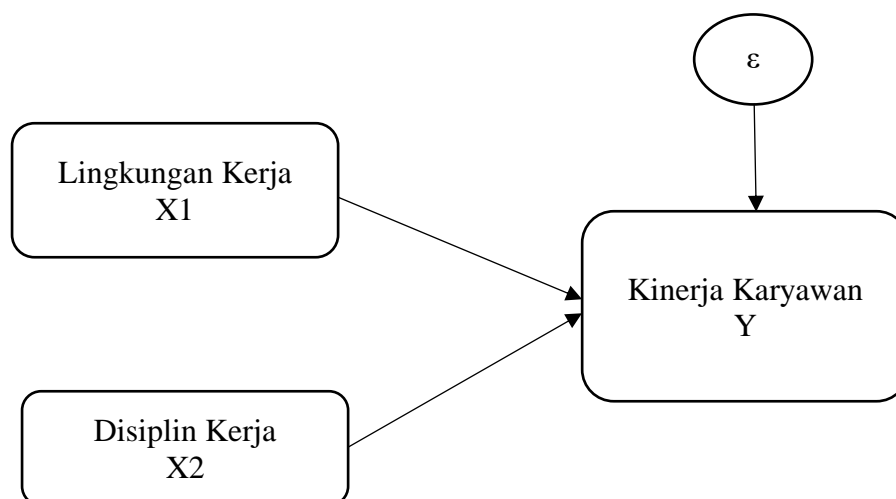 ε
Lingkungan Kerja
X1
Kinerja Karyawan
Y
Disiplin Kerja
X2